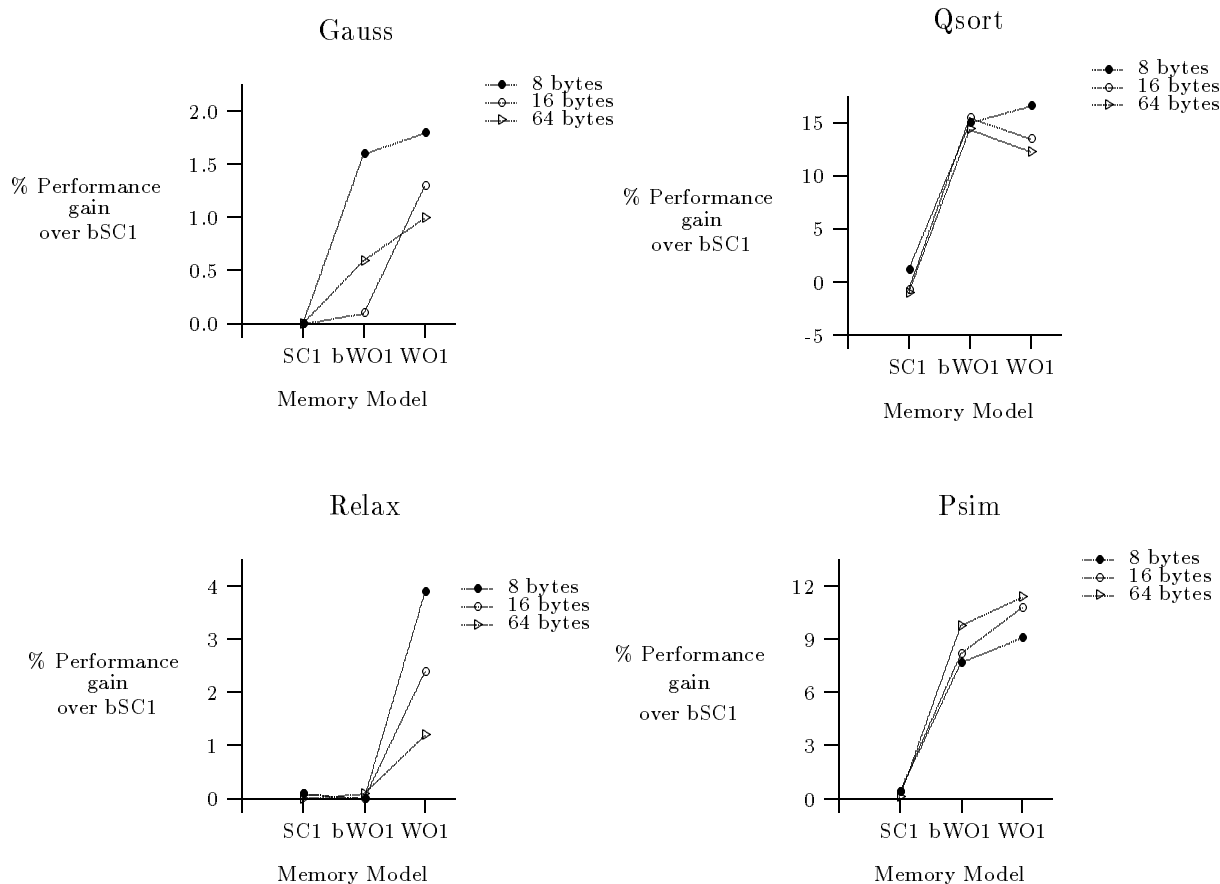 Gauss
8 bytes
16 bytes
64 bytes
2.0
1.5
1.0
0.5
0.0
% Performance
gain
over bSC1
SC1 bWO1 WO1
Memory Model
Qsort
8 bytes
16 bytes
64 bytes
15
10
5
0
-5
% Performance
gain
over bSC1
SC1 bWO1 WO1
Memory Model
Relax
8 bytes
16 bytes
64 bytes
4
3
2
1
0
% Performance
gain
over bSC1
SC1 bWO1 WO1
Memory Model
Psim
8 bytes
16 bytes
64 bytes
12
9
6
3
0
% Performance
gain
over bSC1
SC1 bWO1 WO1
Memory Model